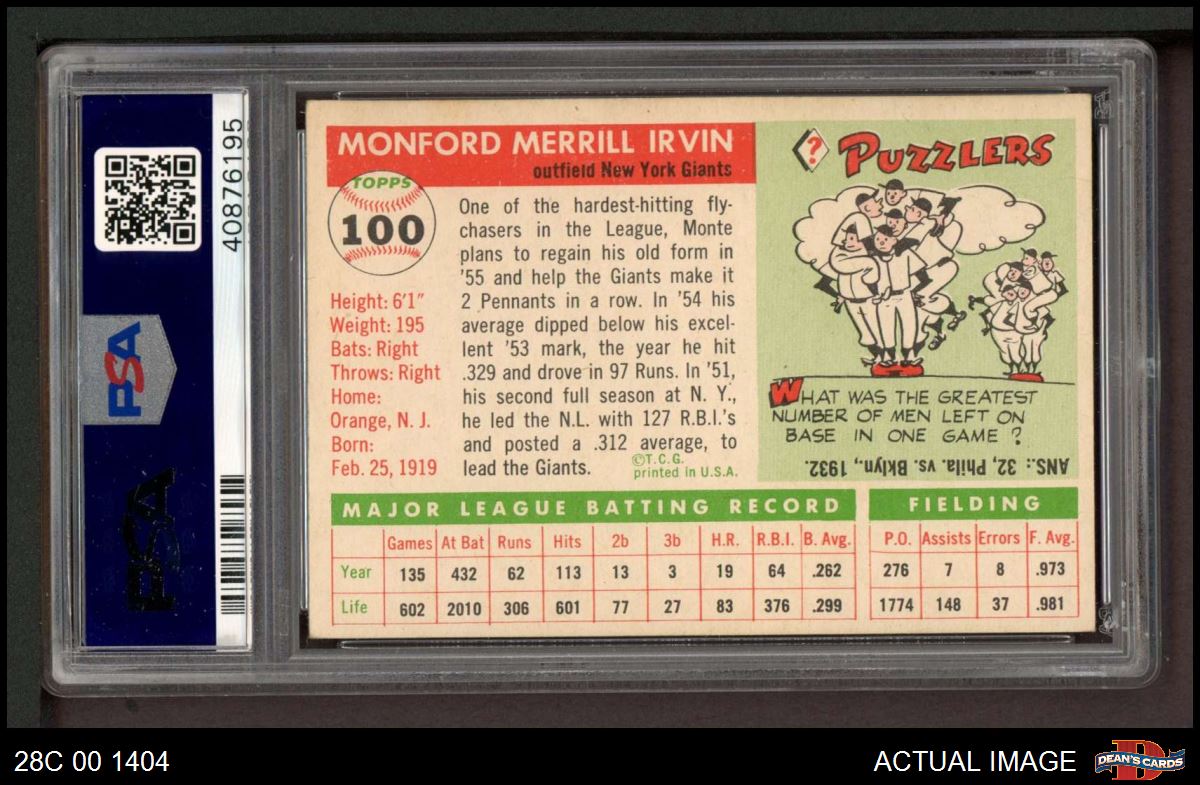 40876195
PSA
PSA
MONFORD MERRILL IRVIN
outfield New York Giants
TOPPS
100
Height: 6'1"
Weight: 195
Bats: Right
Throws: Right
Home:
Orange, N. J.
Born:
Feb. 25, 1919
One of the hardest-hitting fly-
chasers in the League, Monte
plans to regain his old form in
'55 and help the Giants make it
2 Pennants in a row. In '54 his
average dipped below his excel-
lent '53 mark, the year he hit
.329 and drove in 97 Runs. In '51,
his second full season at N. Y.,
he led the N.L. with 127 R.B.I.'s
and posted a .312 average, to
lead the Giants.
©T.C.G.
printed in U.S.A.
? PUZZLERS
WHAT WAS THE GREATEST
NUMBER OF MEN LEFT ON
BASE IN ONE GAME ?
ANS.: 32, Phila. vs. Bklyn., 1932.
MAJOR LEAGUE BATTING RECORD
Games At Bat Runs Hits 2b 3b H.R. R.B.I. B. Avg.
Year 135 432 62 113 13 3 19 64 .262
Life 602 2010 306 601 77 27 83 376 .299
FIELDING
P.O. Assists Errors F. Avg.
276 7 8 .973
1774 148 37 .981
28C 00 1404
ACTUAL IMAGE
D
DEAN'S CARDS